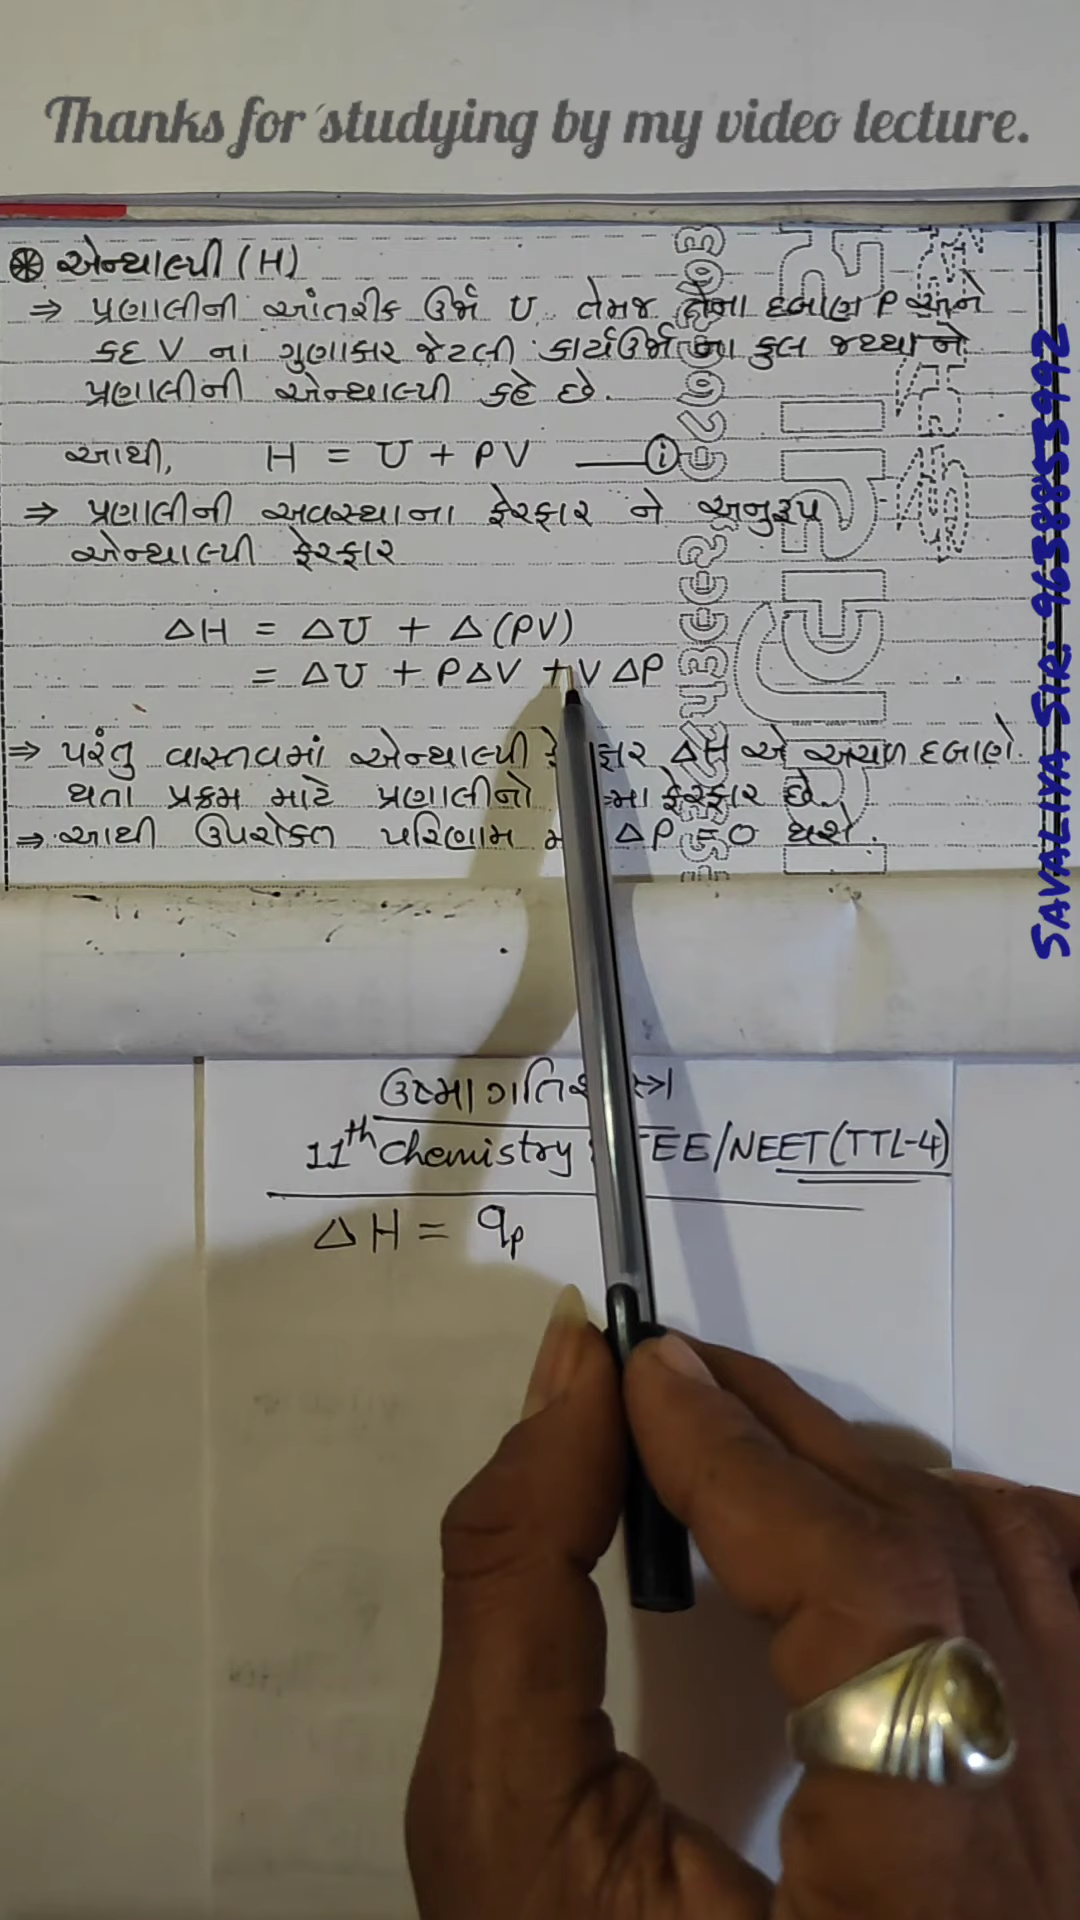 Thanks for studying by my video lecture.
એન્થાલ્પી (H)
⇒ પ્રણાલીની આંતરીક ઉર્જા U તેમજ તેના દબાણ P અને
કદ V ના ગુણાકાર જેટલી કાર્યઉર્જા ના કુલ જથ્થા ને
પ્રણાલીની એન્થાલ્પી કહે છે.
આથી, H = U + PV —— (i)
⇒ પ્રણાલીની અવસ્થાના ફેરફાર ને અનુરૂપ
એન્થાલ્પી ફેરફાર
ΔH = ΔU + Δ(PV)
= ΔU + PΔV + VΔP
⇒ પરંતુ વાસ્તવમાં એન્થાલ્પી ΔH એ અચળ દબાણે
થતા પ્રક્રમ માટે પ્રણાલીનો ફેરફાર છે.
⇒ આથી ઉપરોક્ત પરિણામ ΔP = 0 થશે.
SAVALIYA SIR: 9638853992
11th Chemistry JEE/NEET (TTL-4)
ΔH = qp